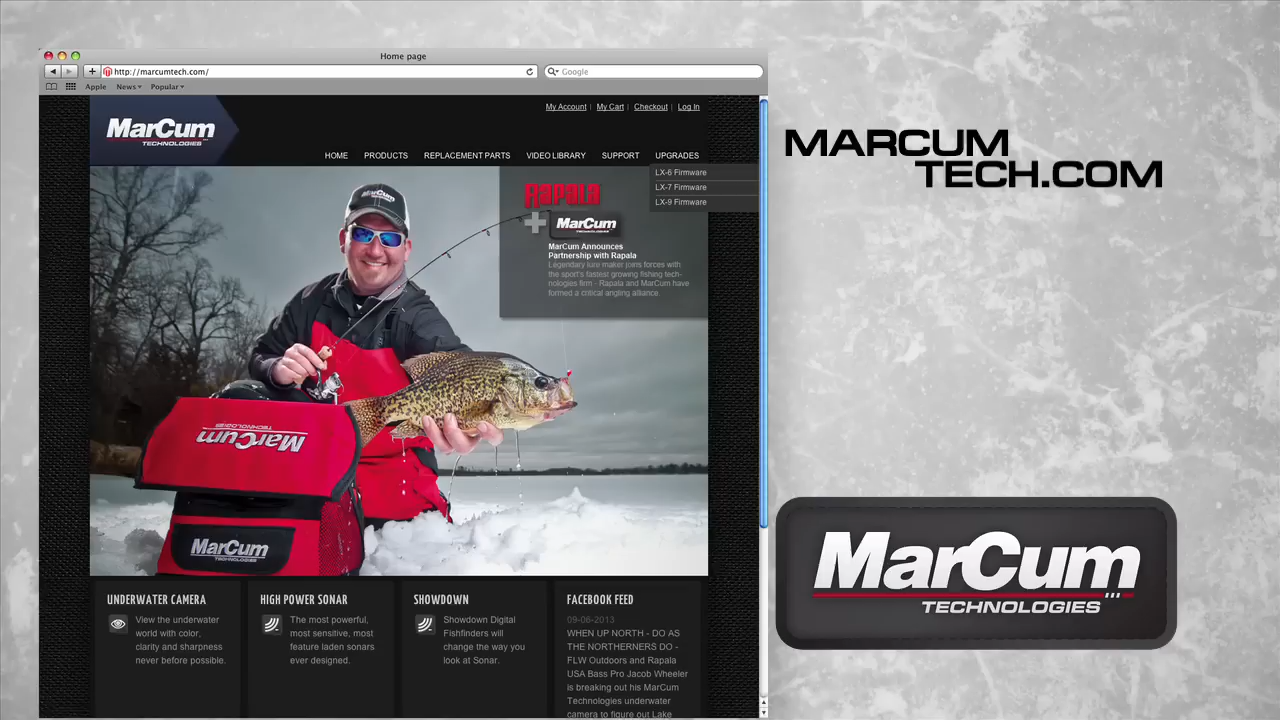 Home page
http://marcumtech.com/
Google
Apple News Popular
My Account | My Cart | Checkout | Log In
MarCum
TECHNOLOGIES
HOME PRODUCTS REPLACEMENT PARTS VIDEO LIBRARY SUPPORT UPGRADES
LX-6 Firmware
LX-7 Firmware
LX-9 Firmware
Rapala
+ MarCum
TECHNOLOGIES
MarCum Announces
Partnership with Rapala
Legendary lure maker joins forces with
the sport's fastest growing fishing tech-
nologies firm - Rapala and MarCum have
formed a critical angling alliance.
MarCum
MarCum
TECHNOLOGIES
MarCum
TECHNOLOGIES
UNDERWATER CAMERA
View the underwater
world with color,
clarity and sharpness
never before possible.
HIGH POWER SONAR
The most powerful,
most sensitive, most
feature laden sonars
ever designed.
SHOWDOWN
Showdown Digital
Fishfinders will
change the way you
look at Sonar.
FACEBOOK FEED
09-06-2013
WHEN UP NORTH - DO AS
THE NORTHERNERS DO -
FLW Outdoors and Rapala
USA Bass Pro Jacob Wheeler
is breaking out his MarCum
Technologies underwater
camera to figure out Lake
MARCUM
TECH.COM
MarCum
TECHNOLOGIES